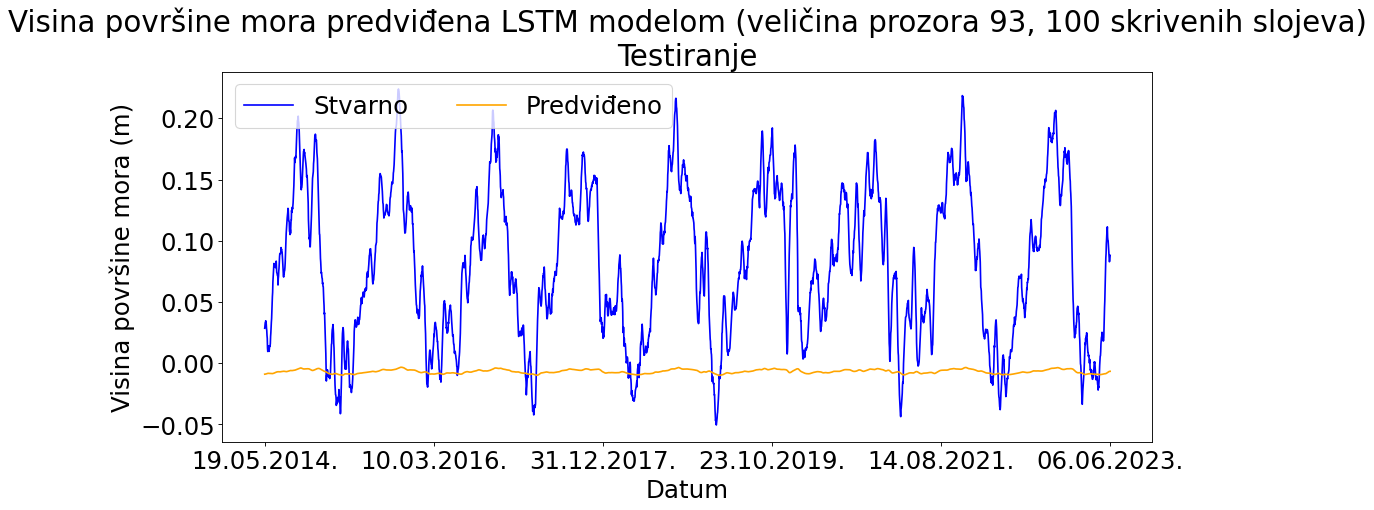 Visina površine mora predviđena LSTM modelom (veličina prozora 93, 100 skrivenih slojeva)
Testiranje
Stvarno
Predviđeno
Visina površine mora (m)
0.20
0.15
0.10
0.05
0.00
−0.05
19.05.2014.
10.03.2016.
31.12.2017.
23.10.2019.
14.08.2021.
06.06.2023.
Datum